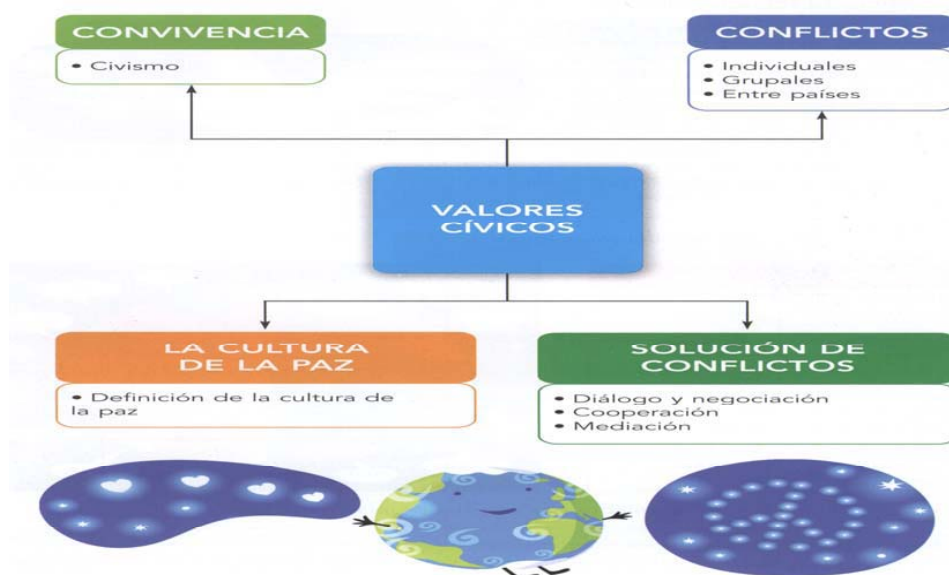 CONVIVENCIA
• Civismo
CONFLICTOS
• Individuales
• Grupales
• Entre países
VALORES
CÍVICOS
LA CULTURA
DE LA PAZ
• Definición de la cultura de
la paz
SOLUCIÓN DE
CONFLICTOS
• Diálogo y negociación
• Cooperación
• Mediación